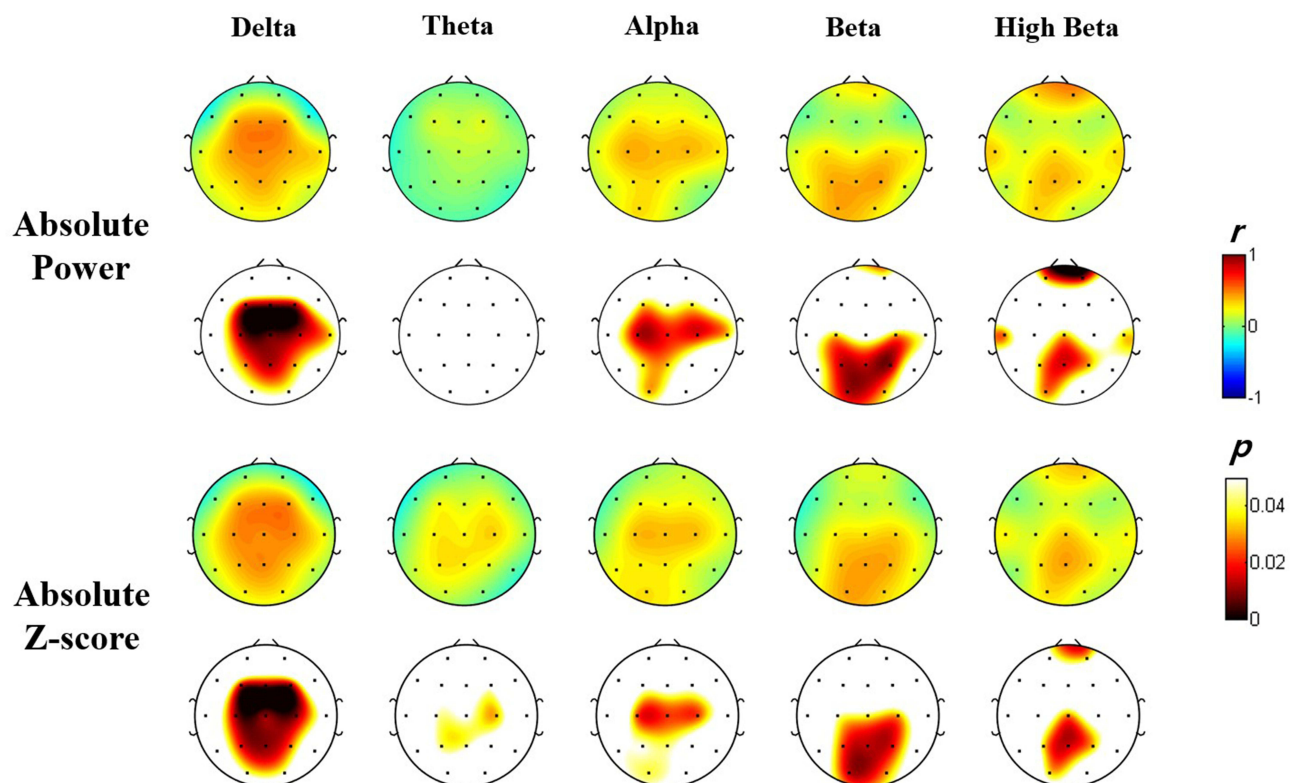 Delta Theta Alpha Beta High Beta
Absolute
Power
r
1
0
-1
p
0.04
0.02
0
Absolute
Z-score